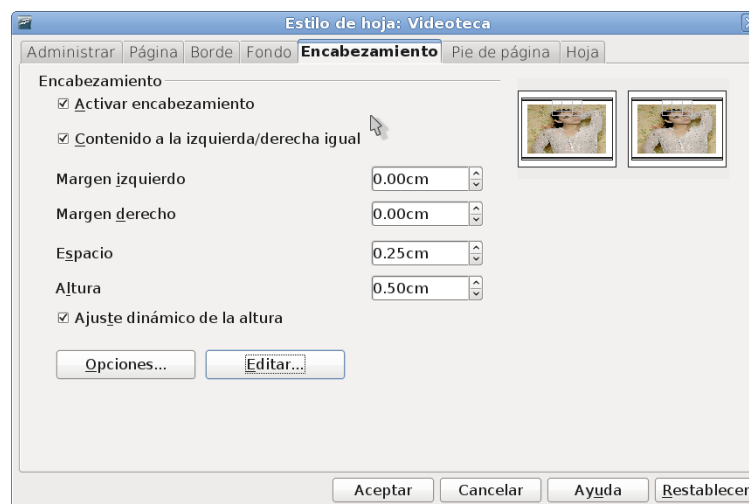 Estilo de hoja: Videoteca
Administrar Página Borde Fondo Encabezamiento Pie de página Hoja
Encabezamiento
Activar encabezamiento
Contenido a la izquierda/derecha igual
Margen izquierdo 0.00cm
Margen derecho 0.00cm
Espacio 0.25cm
Altura 0.50cm
Ajuste dinámico de la altura
Opciones... Editar...
Aceptar Cancelar Ayuda Restablecer